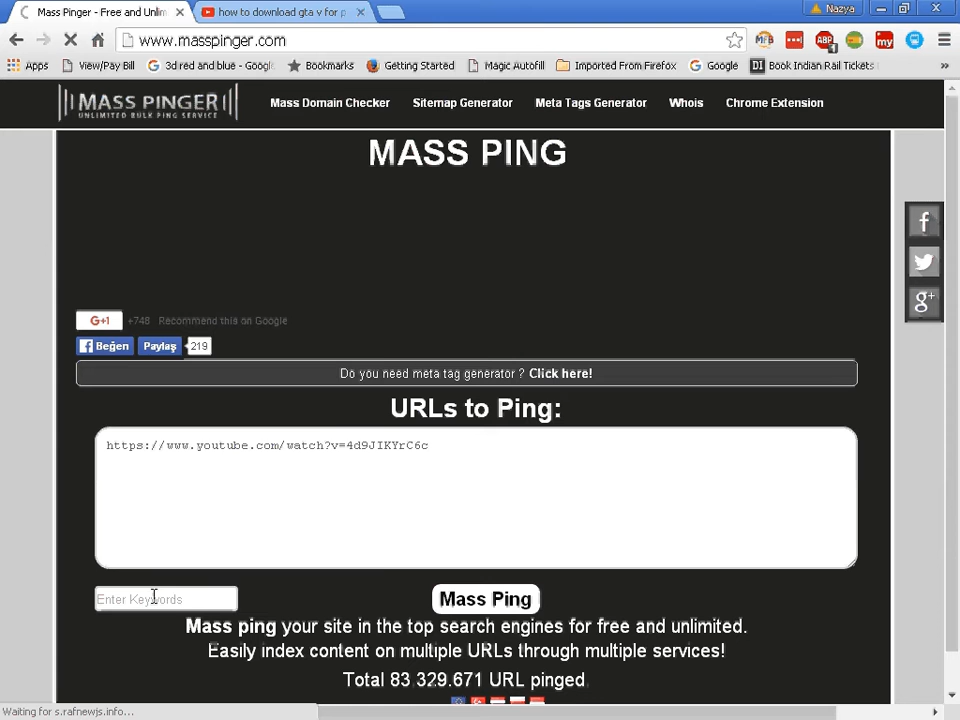 Mass Pinger - Free and Unlim
how to download gta v for p
Nazya
www.masspinger.com
Apps
View/Pay Bill
3d red and blue - Google
Bookmarks
Getting Started
Magic Autofill
Imported From Firefox
Google
Book Indian Rail Tickets
MASS PINGER
UNLIMITED BULK PING SERVICE
Mass Domain Checker
Sitemap Generator
Meta Tags Generator
Whois
Chrome Extension
MASS PING
G+1
+748 Recommend this on Google
Beğen
Paylaş
219
Do you need meta tag generator ? Click here!
URLs to Ping:
https://www.youtube.com/watch?v=4d9JIKYrC6c
Enter Keywords
Mass Ping
Mass ping your site in the top search engines for free and unlimited.
Easily index content on multiple URLs through multiple services!
Total 83.329.671 URL pinged
Waiting for s.rafnewjs.info...